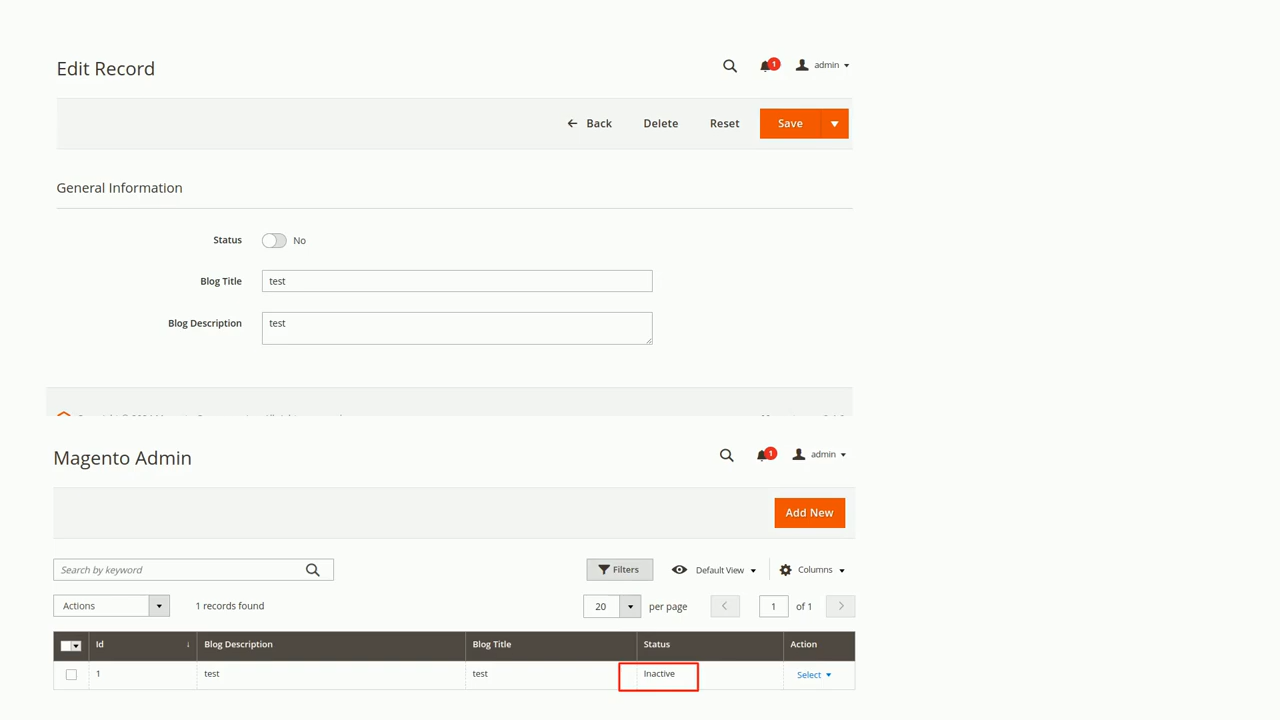 Edit Record
1
admin
Back Delete Reset Save
General Information
Status No
Blog Title test
Blog Description test
Magento Admin
1
admin
Add New
Search by keyword Filters Default View Columns
Actions 1 records found 20 per page 1 of 1
Id Blog Description Blog Title Status Action
1 test test Inactive Select